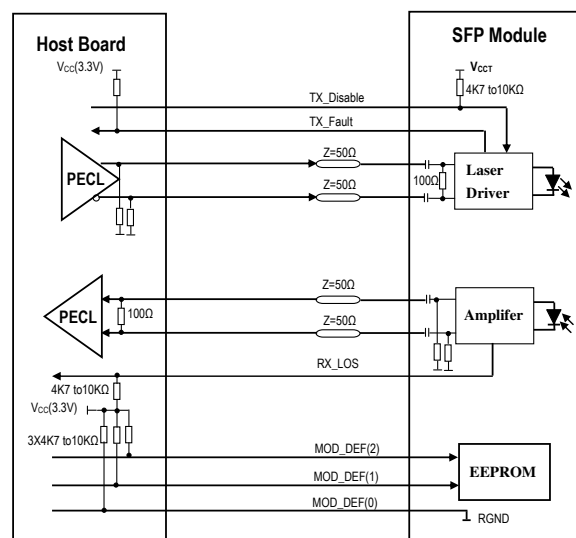 Host Board
SFP Module
VCC(3.3V)
VCCT
4K7 to10KΩ
TX_Disable
TX_Fault
PECL
Z=50Ω
Z=50Ω
100Ω
Laser
Driver
PECL
100Ω
Z=50Ω
Z=50Ω
Amplifer
RX_LOS
4K7 to10KΩ
VCC(3.3V)
3X4K7 to10KΩ
MOD_DEF(2)
MOD_DEF(1)
EEPROM
MOD_DEF(0)
RGND